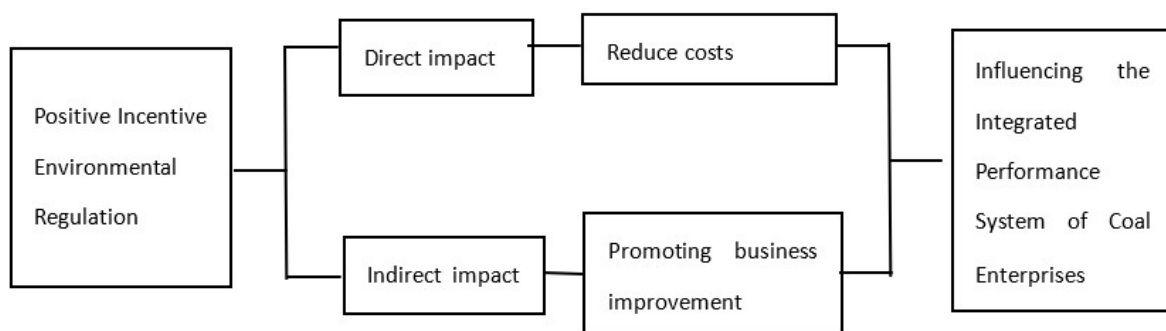 Positive Incentive
Environmental
Regulation
Direct impact
Reduce costs
Indirect impact
Promoting business
improvement
Influencing the
Integrated
Performance
System of Coal
Enterprises